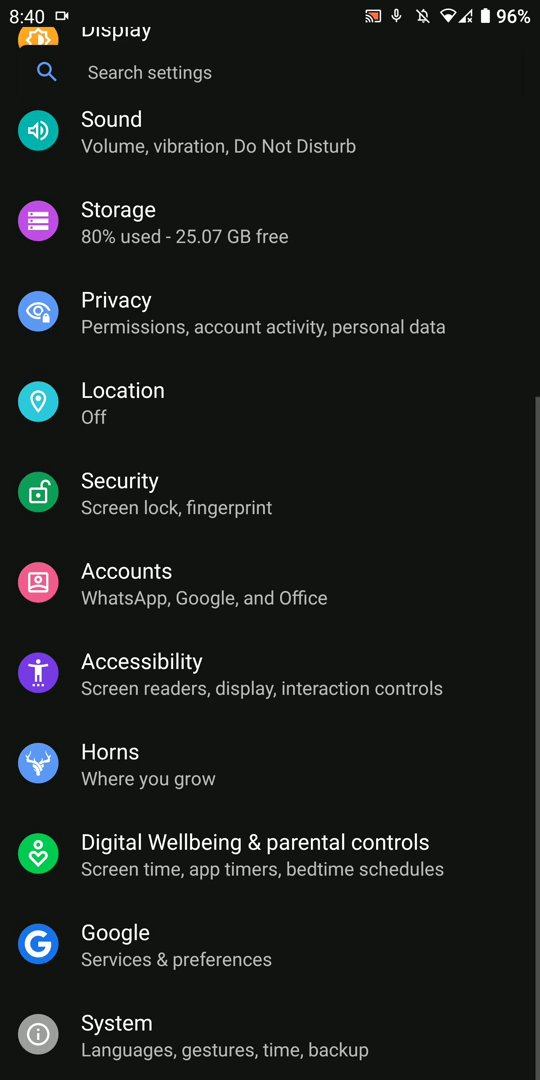 8:40
96%
Display
Search settings
Sound
Volume, vibration, Do Not Disturb
Storage
80% used - 25.07 GB free
Privacy
Permissions, account activity, personal data
Location
Off
Security
Screen lock, fingerprint
Accounts
WhatsApp, Google, and Office
Accessibility
Screen readers, display, interaction controls
Horns
Where you grow
Digital Wellbeing & parental controls
Screen time, app timers, bedtime schedules
Google
Services & preferences
System
Languages, gestures, time, backup